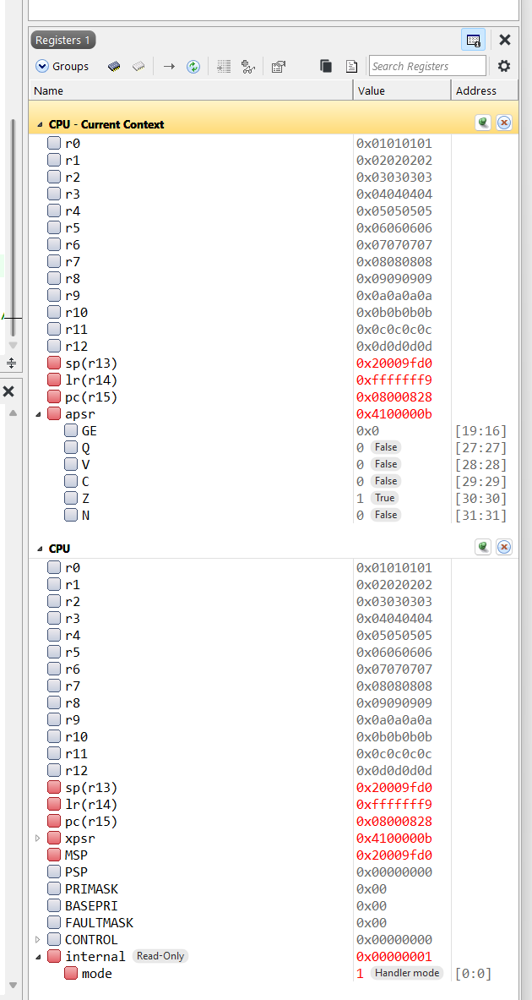 Registers 1
Groups Search Registers
Name Value Address
CPU - Current Context
r0 0x01010101
r1 0x02020202
r2 0x03030303
r3 0x04040404
r4 0x05050505
r5 0x06060606
r6 0x07070707
r7 0x08080808
r8 0x09090909
r9 0x0a0a0a0a
r10 0x0b0b0b0b
r11 0x0c0c0c0c
r12 0x0d0d0d0d
sp(r13) 0x20009fd0
lr(r14) 0xfffffff9
pc(r15) 0x08000828
apsr 0x4100000b
GE 0x0 [19:16]
Q 0 False [27:27]
V 0 False [28:28]
C 0 False [29:29]
Z 1 True [30:30]
N 0 False [31:31]
CPU
r0 0x01010101
r1 0x02020202
r2 0x03030303
r3 0x04040404
r4 0x05050505
r5 0x06060606
r6 0x07070707
r7 0x08080808
r8 0x09090909
r9 0x0a0a0a0a
r10 0x0b0b0b0b
r11 0x0c0c0c0c
r12 0x0d0d0d0d
sp(r13) 0x20009fd0
lr(r14) 0xfffffff9
pc(r15) 0x08000828
xpsr 0x4100000b
MSP 0x20009fd0
PSP 0x00000000
PRIMASK 0x00
BASEPRI 0x00
FAULTMASK 0x00
CONTROL 0x00000000
internal Read-Only 0x00000001
mode 1 Handler mode [0:0]